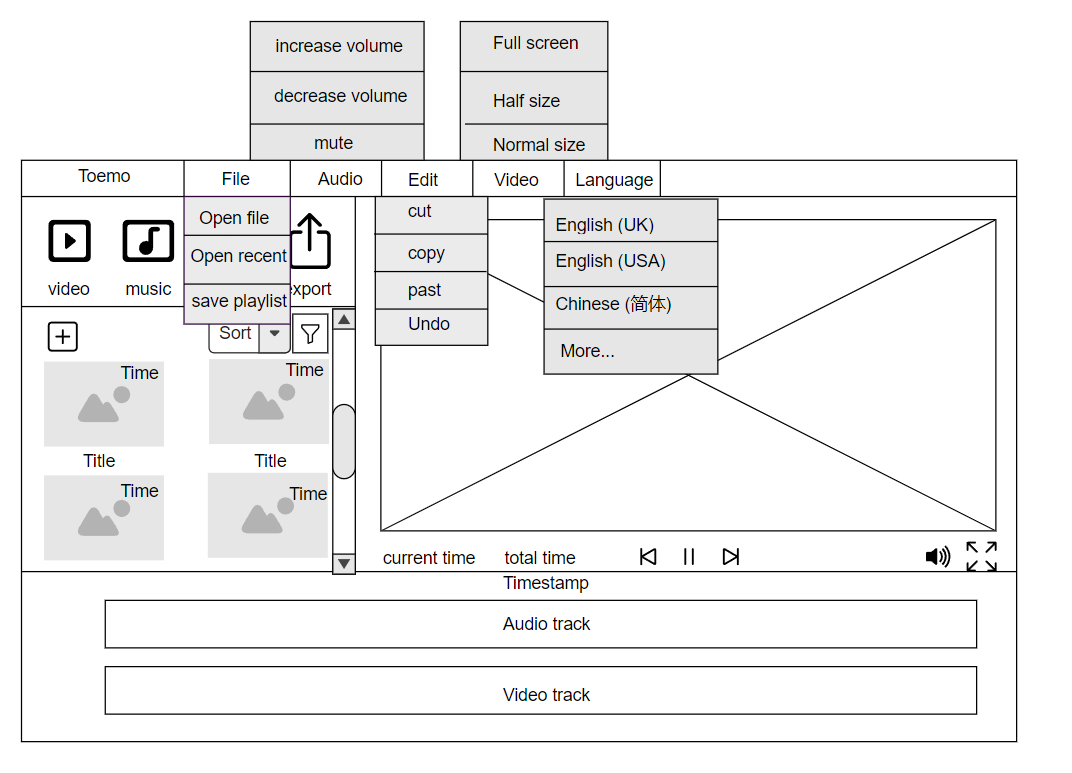 increase volume
decrease volume
mute
Full screen
Half size
Normal size
Toemo
File
Audio
Edit
Video
Language
Open file
Open recent
save playlist
cut
copy
past
Undo
English (UK)
English (USA)
Chinese (简体)
More...
video
music
xport
Sort
Time
Time
Title
Title
Time
Time
current time
total time
Timestamp
Audio track
Video track